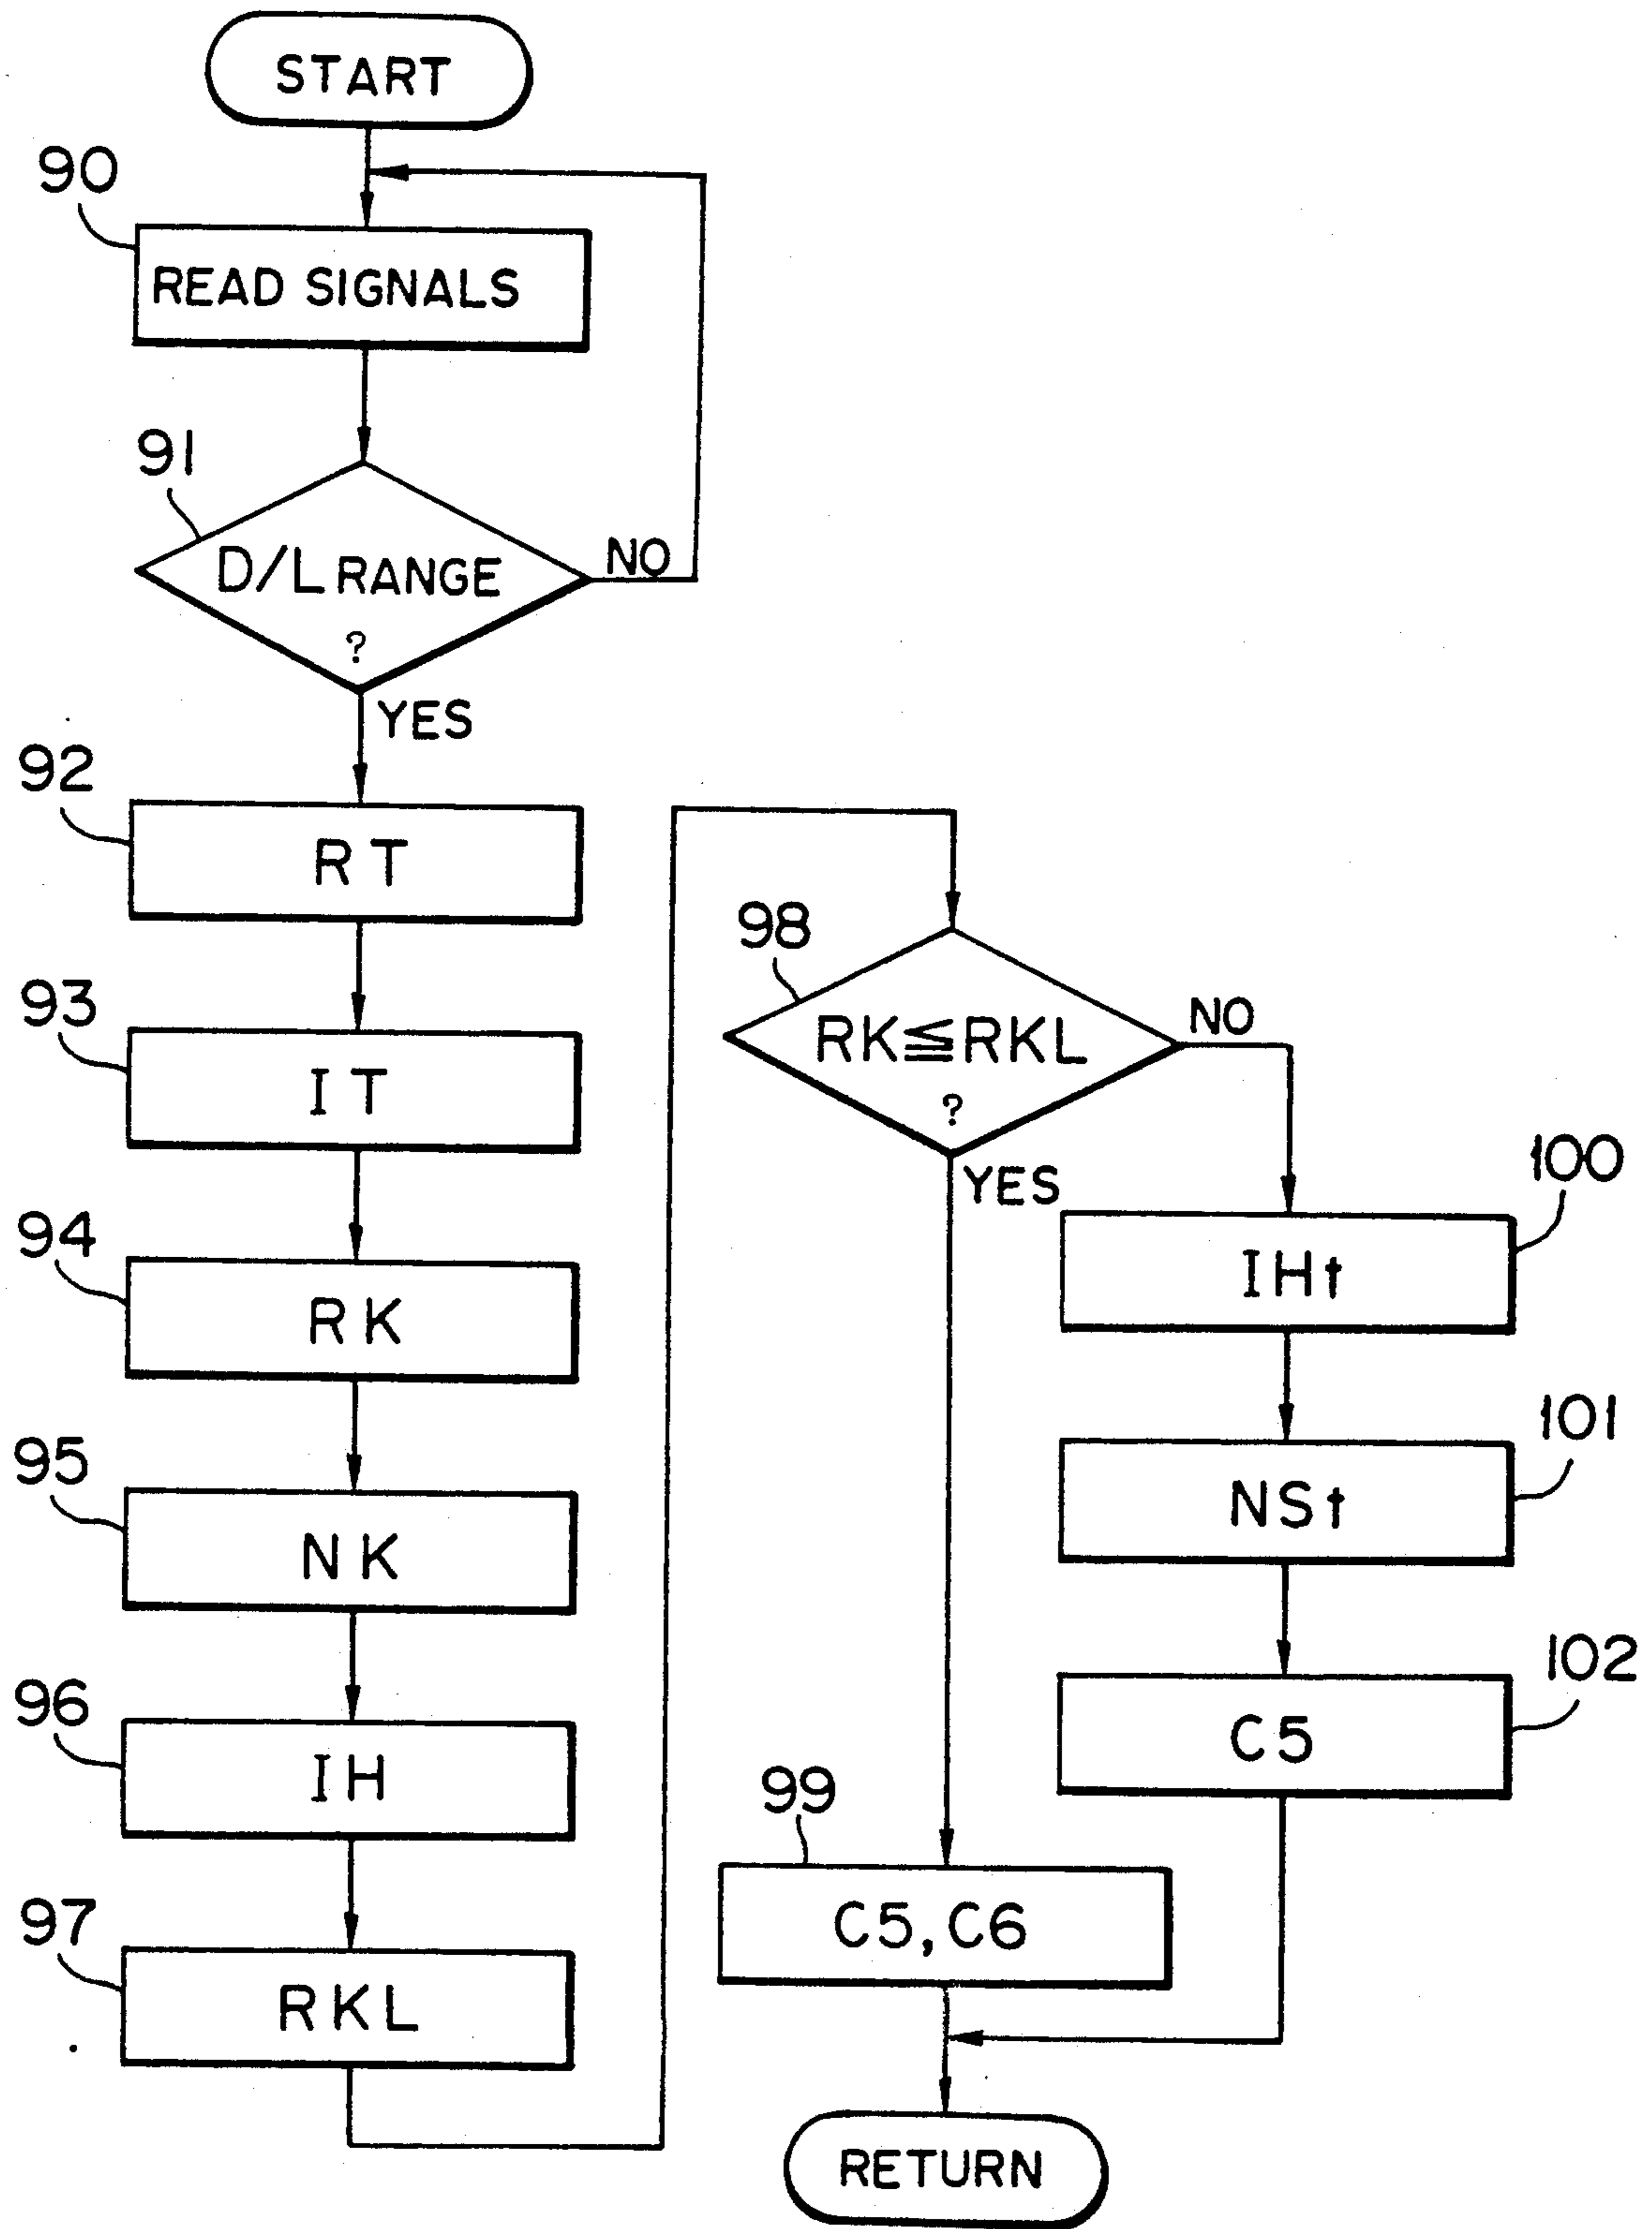 START
90
READ SIGNALS
91
D/L RANGE
?
NO
YES
92
RT
93
IT
94
RK
95
NK
96
IH
97
RKL
98
RK≦RKL
?
NO
YES
99
C5, C6
100
IHt
101
NSt
102
C5
RETURN